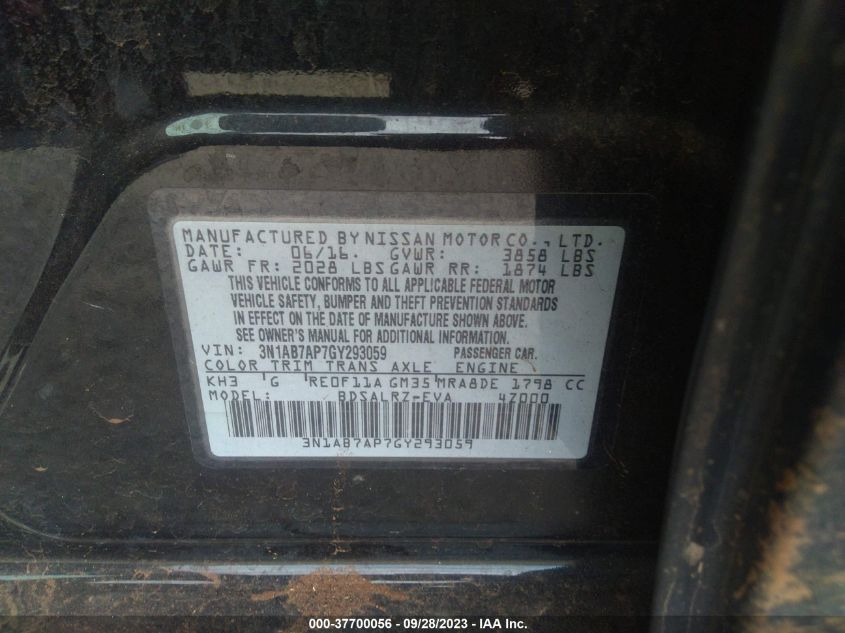 MANUFACTURED BY NISSAN MOTOR CO., LTD.
DATE: 06/16. GVWR: 3858 LBS
GAWR FR: 2028 LBS GAWR RR: 1874 LBS
THIS VEHICLE CONFORMS TO ALL APPLICABLE FEDERAL MOTOR
VEHICLE SAFETY, BUMPER AND THEFT PREVENTION STANDARDS
IN EFFECT ON THE DATE OF MANUFACTURE SHOWN ABOVE.
SEE OWNER'S MANUAL FOR ADDITIONAL INFORMATION
VIN: 3N1AB7AP7GY293059 PASSENGER CAR.
COLOR TRIM TRANS AXLE ENGINE
KH3 G RE0F11A GM35 MRA8DE 1798 CC
MODEL: BDSALRZ-EVA 4Z000
3N1AB7AP7GY293059
000-37700056 - 09/28/2023 - IAA Inc.